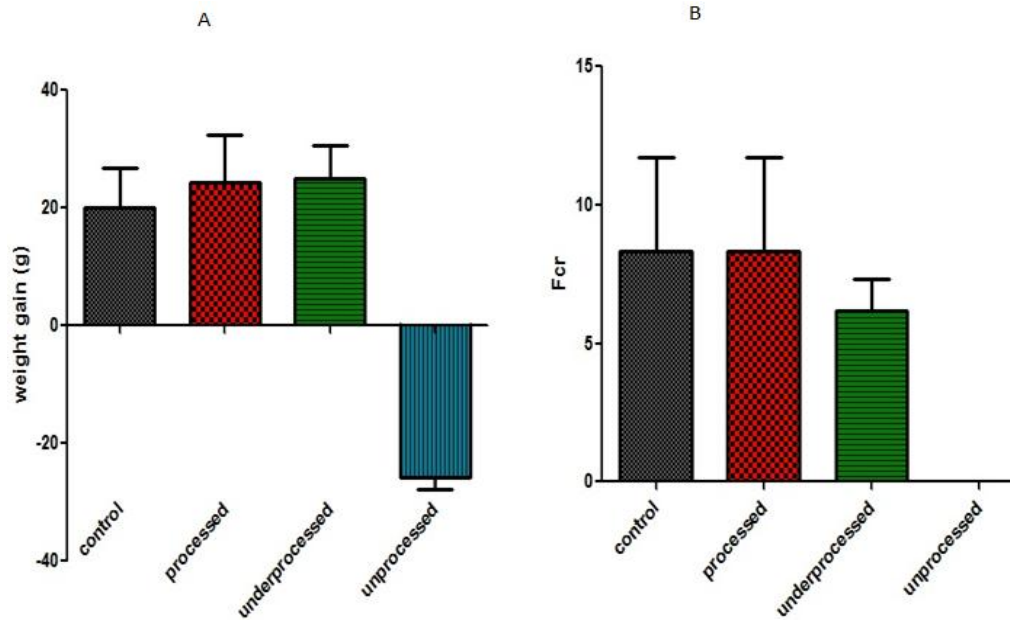 A
weight gain (g)
40
20
0
-20
-40
control
processed
underprocessed
unprocessed
B
Fcr
15
10
5
0
control
processed
underprocessed
unprocessed